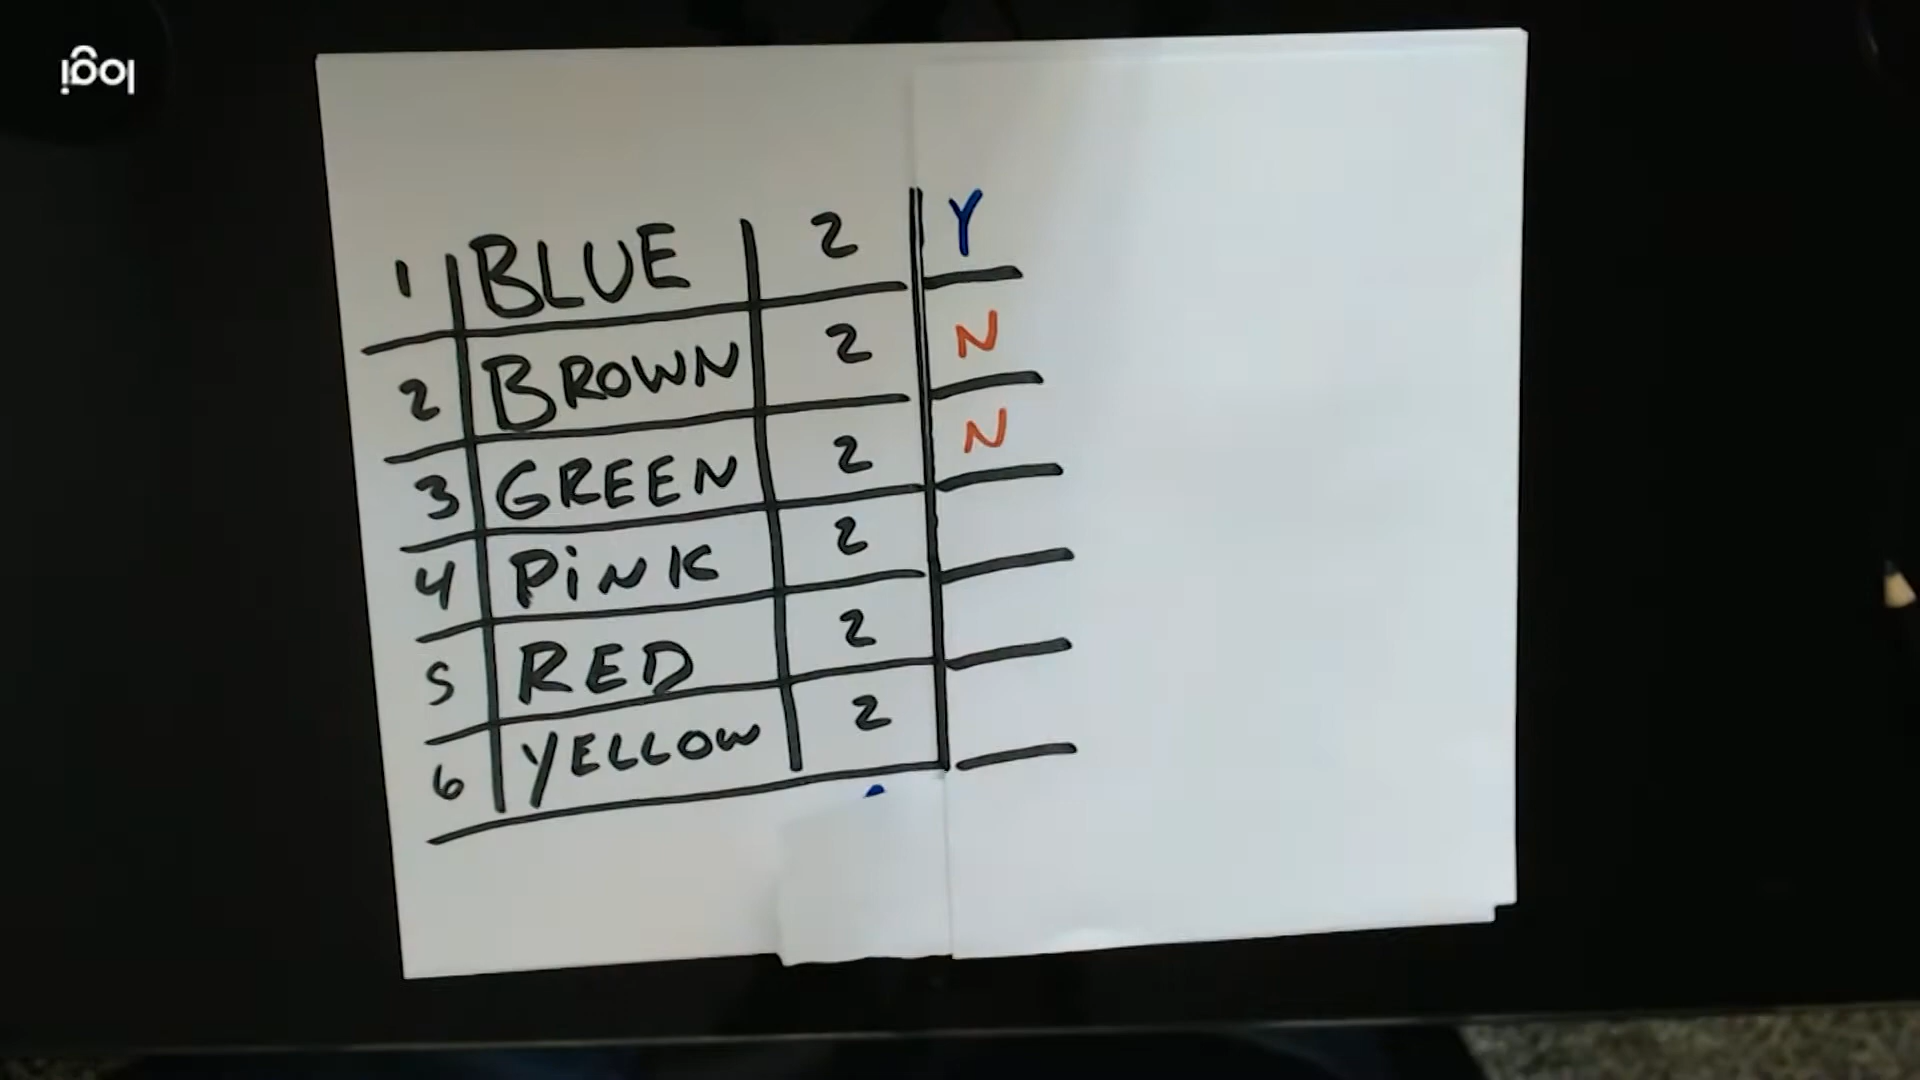 logi
1 BLUE 2 Y
2 BROWN 2 N
3 GREEN 2 N
4 PiNK 2
5 RED 2
6 YELLOW 2